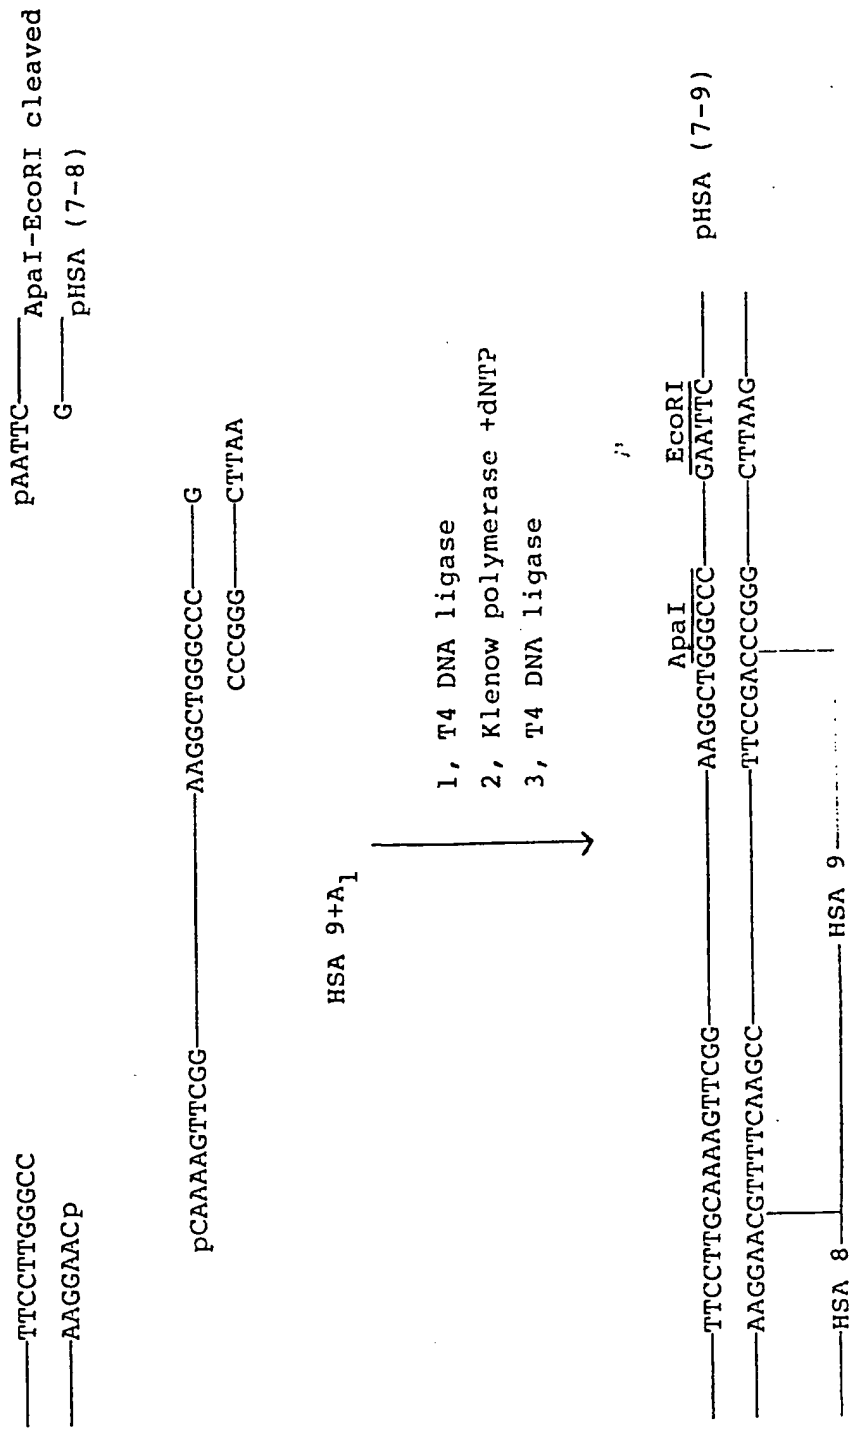 TTCCTTGGGCC pAATTC
ApaI-EcoRI cleaved
AAGGAACp G
pHSA (7-8)
pCAAAAGTTCGG AAGGCTGGGCCC G
CCCGGG CTTAA
HSA 9+A1
1, T4 DNA ligase
2, Klenow polymerase +dNTP
3, T4 DNA ligase
ApaI EcoRI
TTCCTTGCAAAAGTTCGG AAGGCTGGGCCC GAATTC
pHSA (7-9)
AAGGAACGTTTTCAAGCC TTCCGACCCGGG CTTAAG
HSA 8 HSA 9